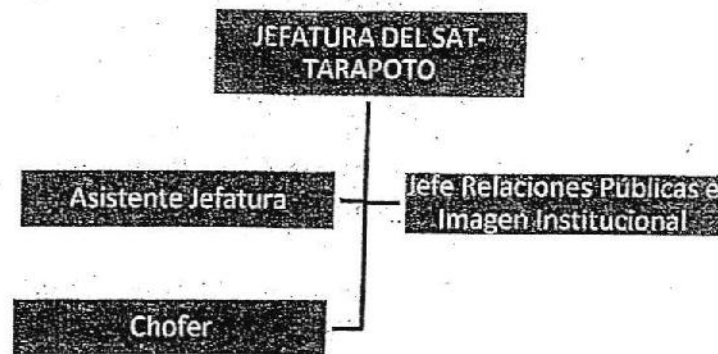 JEFATURA DEL SAT-
TARAPOTO
Asistente Jefatura
Jefe Relaciones Públicas e
Imagen Institucional
Chofer